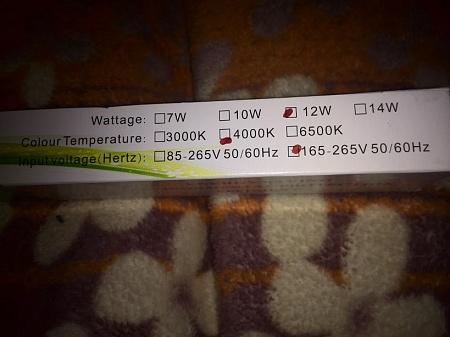 Wattage: □7W □10W □12W □14W
Colour Temperature: □3000K □4000K □6500K
Input voltage(Hertz): □85-265V 50/60Hz □165-265V 50/60Hz